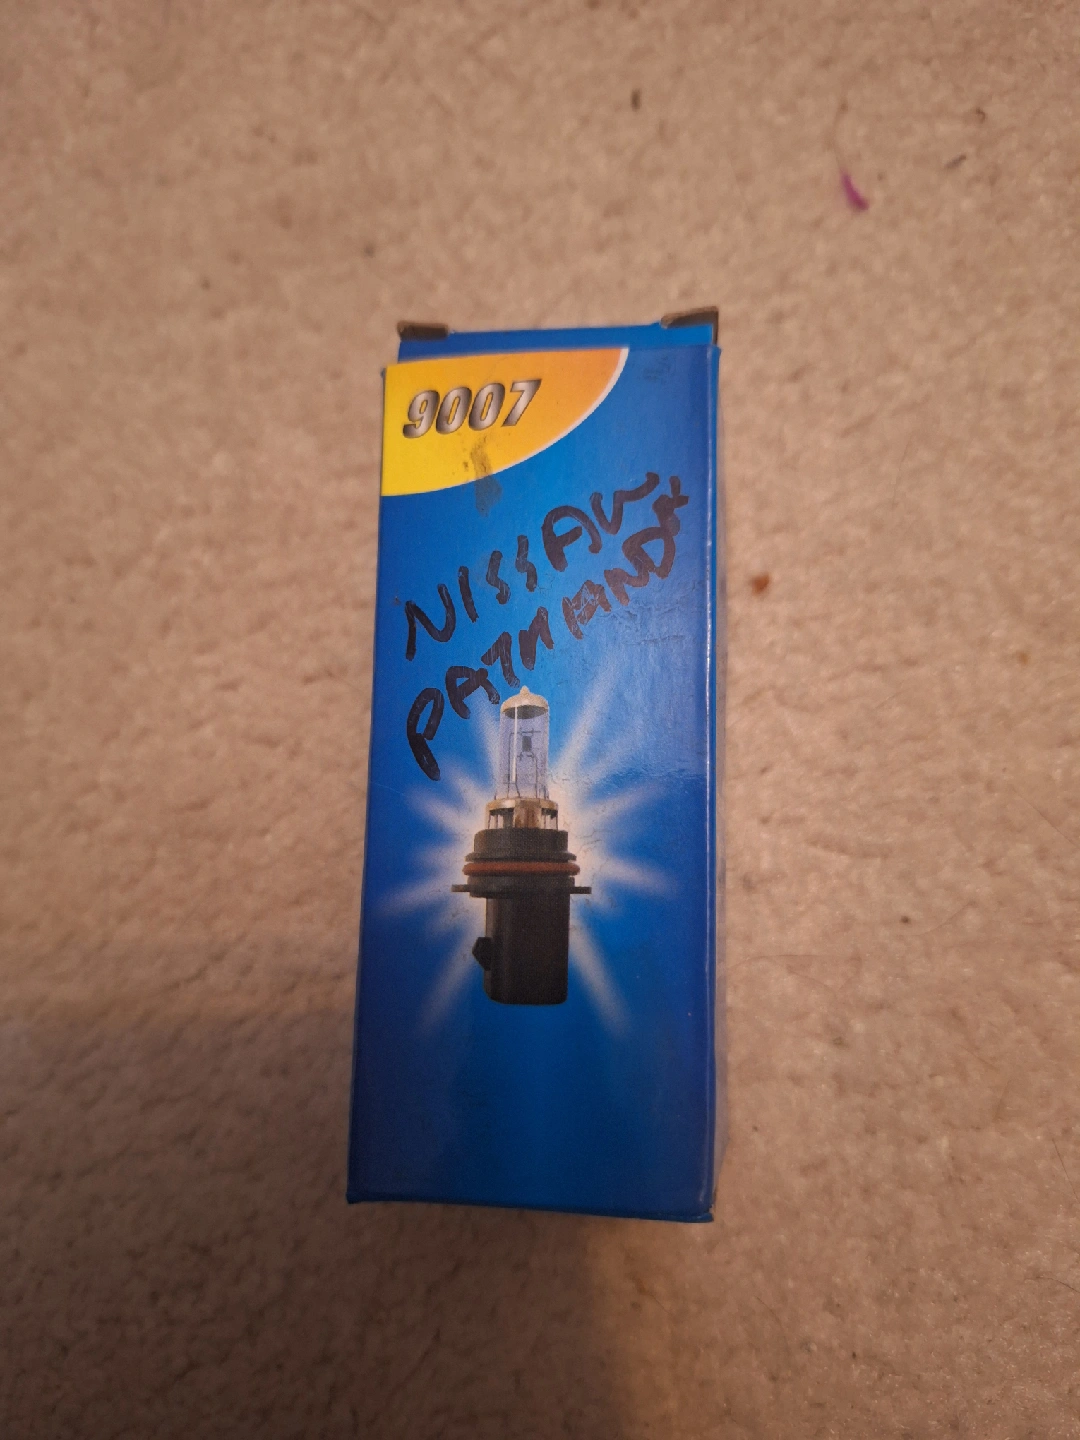 9007
NISSAN
PATHFINDER